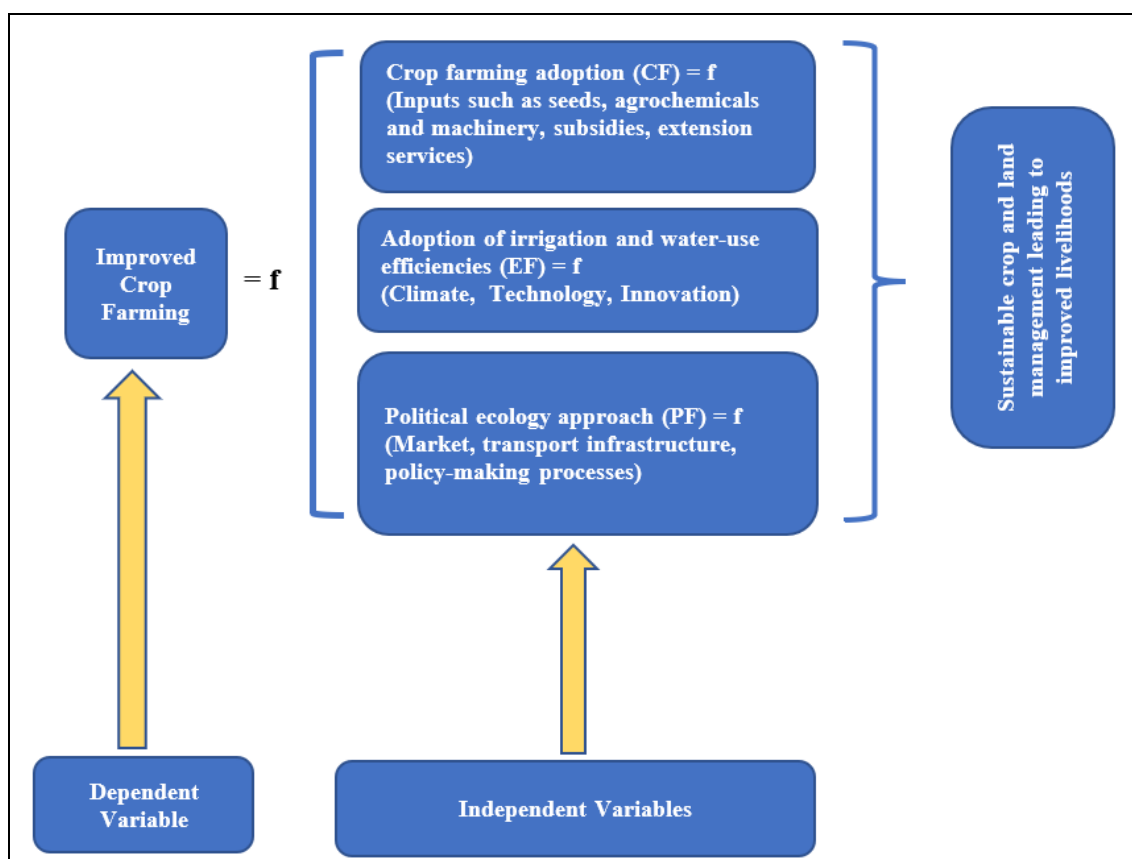 Improved
Crop
Farming
= f
Crop farming adoption (CF) = f
(Inputs such as seeds, agrochemicals
and machinery, subsidies, extension
services)
Adoption of irrigation and water-use
efficiencies (EF) = f
(Climate, Technology, Innovation)
Political ecology approach (PF) = f
(Market, transport infrastructure,
policy-making processes)
Sustainable crop and land
management leading to
improved livelihoods
Dependent
Variable
Independent Variables